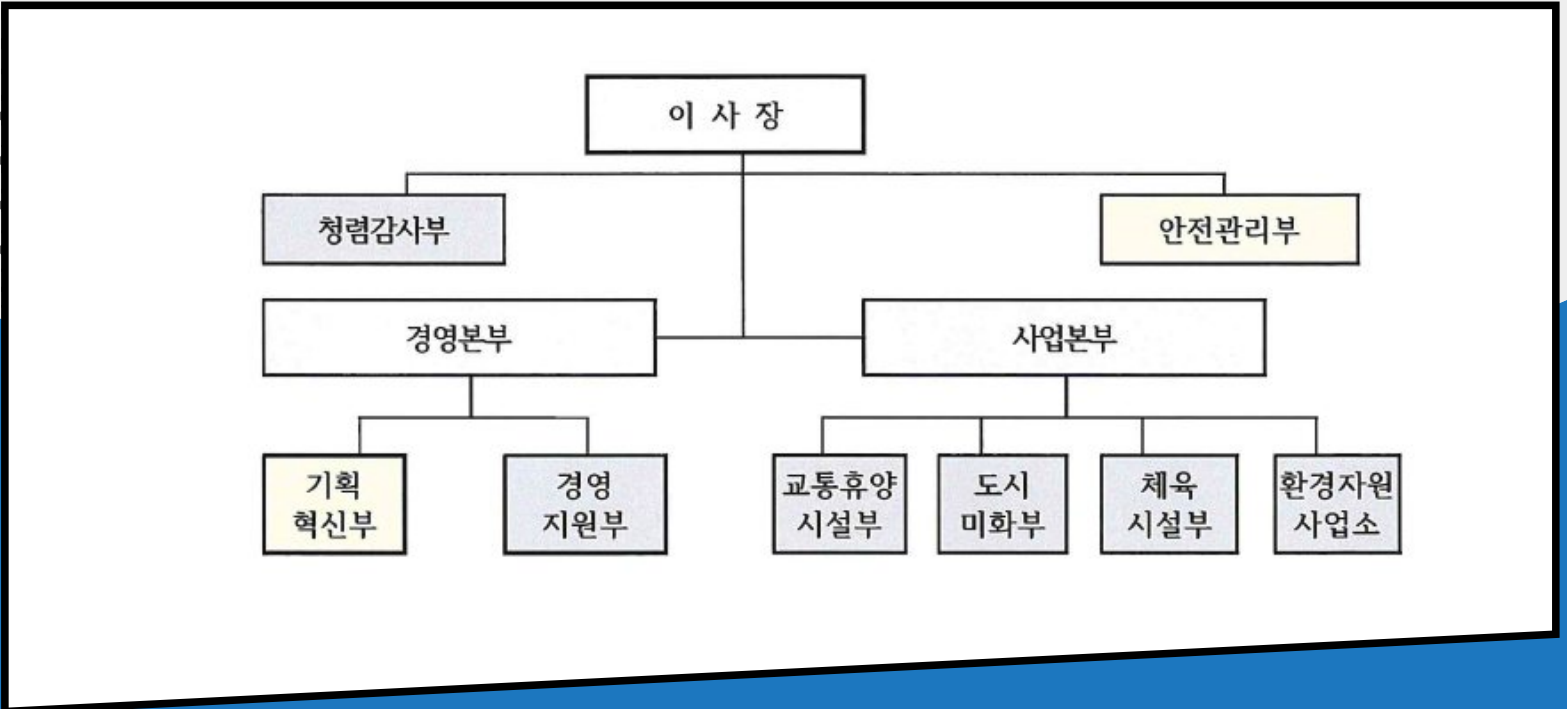 이 사 장
청렴감사부
안전관리부
경영본부
사업본부
기획
혁신부
경영
지원부
교통휴양
시설부
도시
미화부
체육
시설부
환경자원
사업소